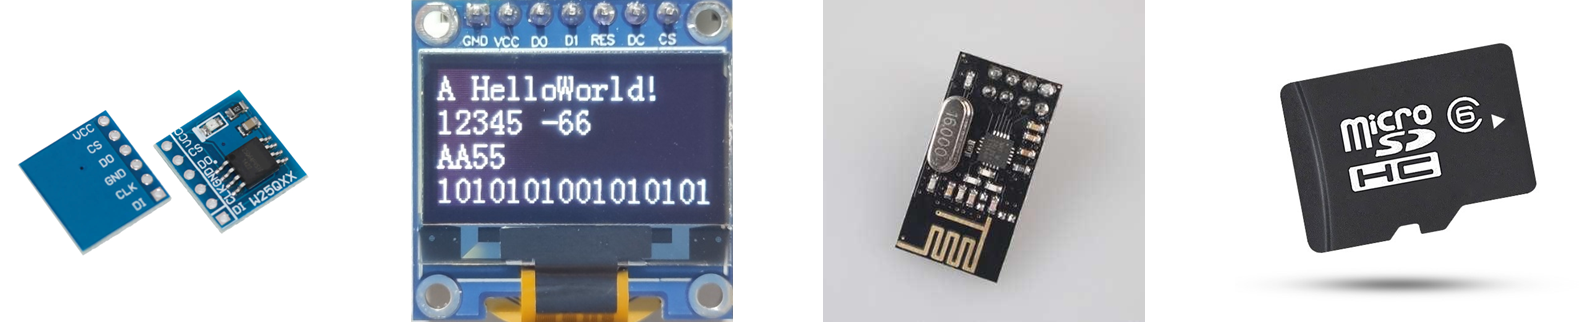 VCC
CS
DO
GND
CLK
DI
VCC
CS
DO
GND
CLK
DI
W25QXX
GND VCC D0 D1 RES DC CS
A HelloWorld!
12345 -66
AA55
1010101001010101
16.000
Micro
SD
HC
6